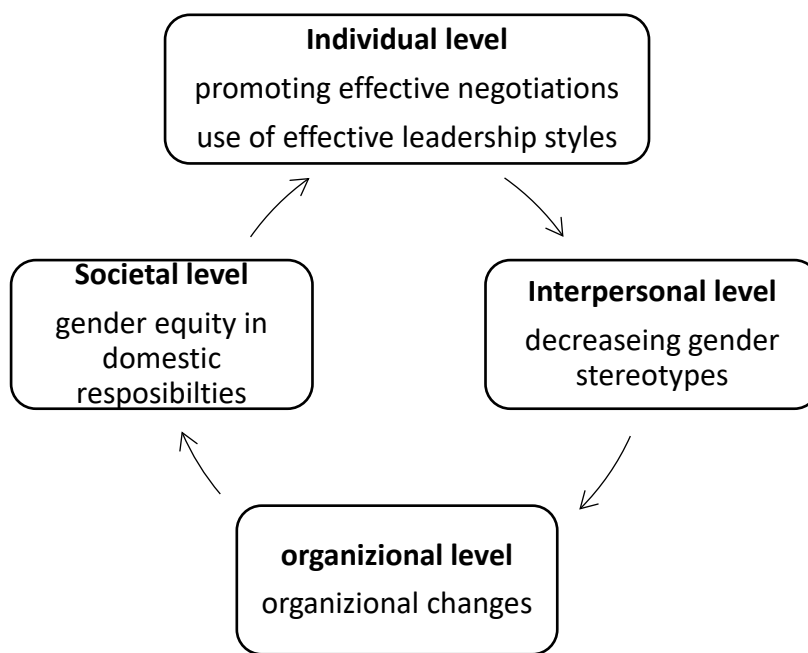 Individual level
promoting effective negotiations
use of effective leadership styles
Societal level
gender equity in
domestic
resposibilties
Interpersonal level
decreaseing gender
stereotypes
organizional level
organizional changes